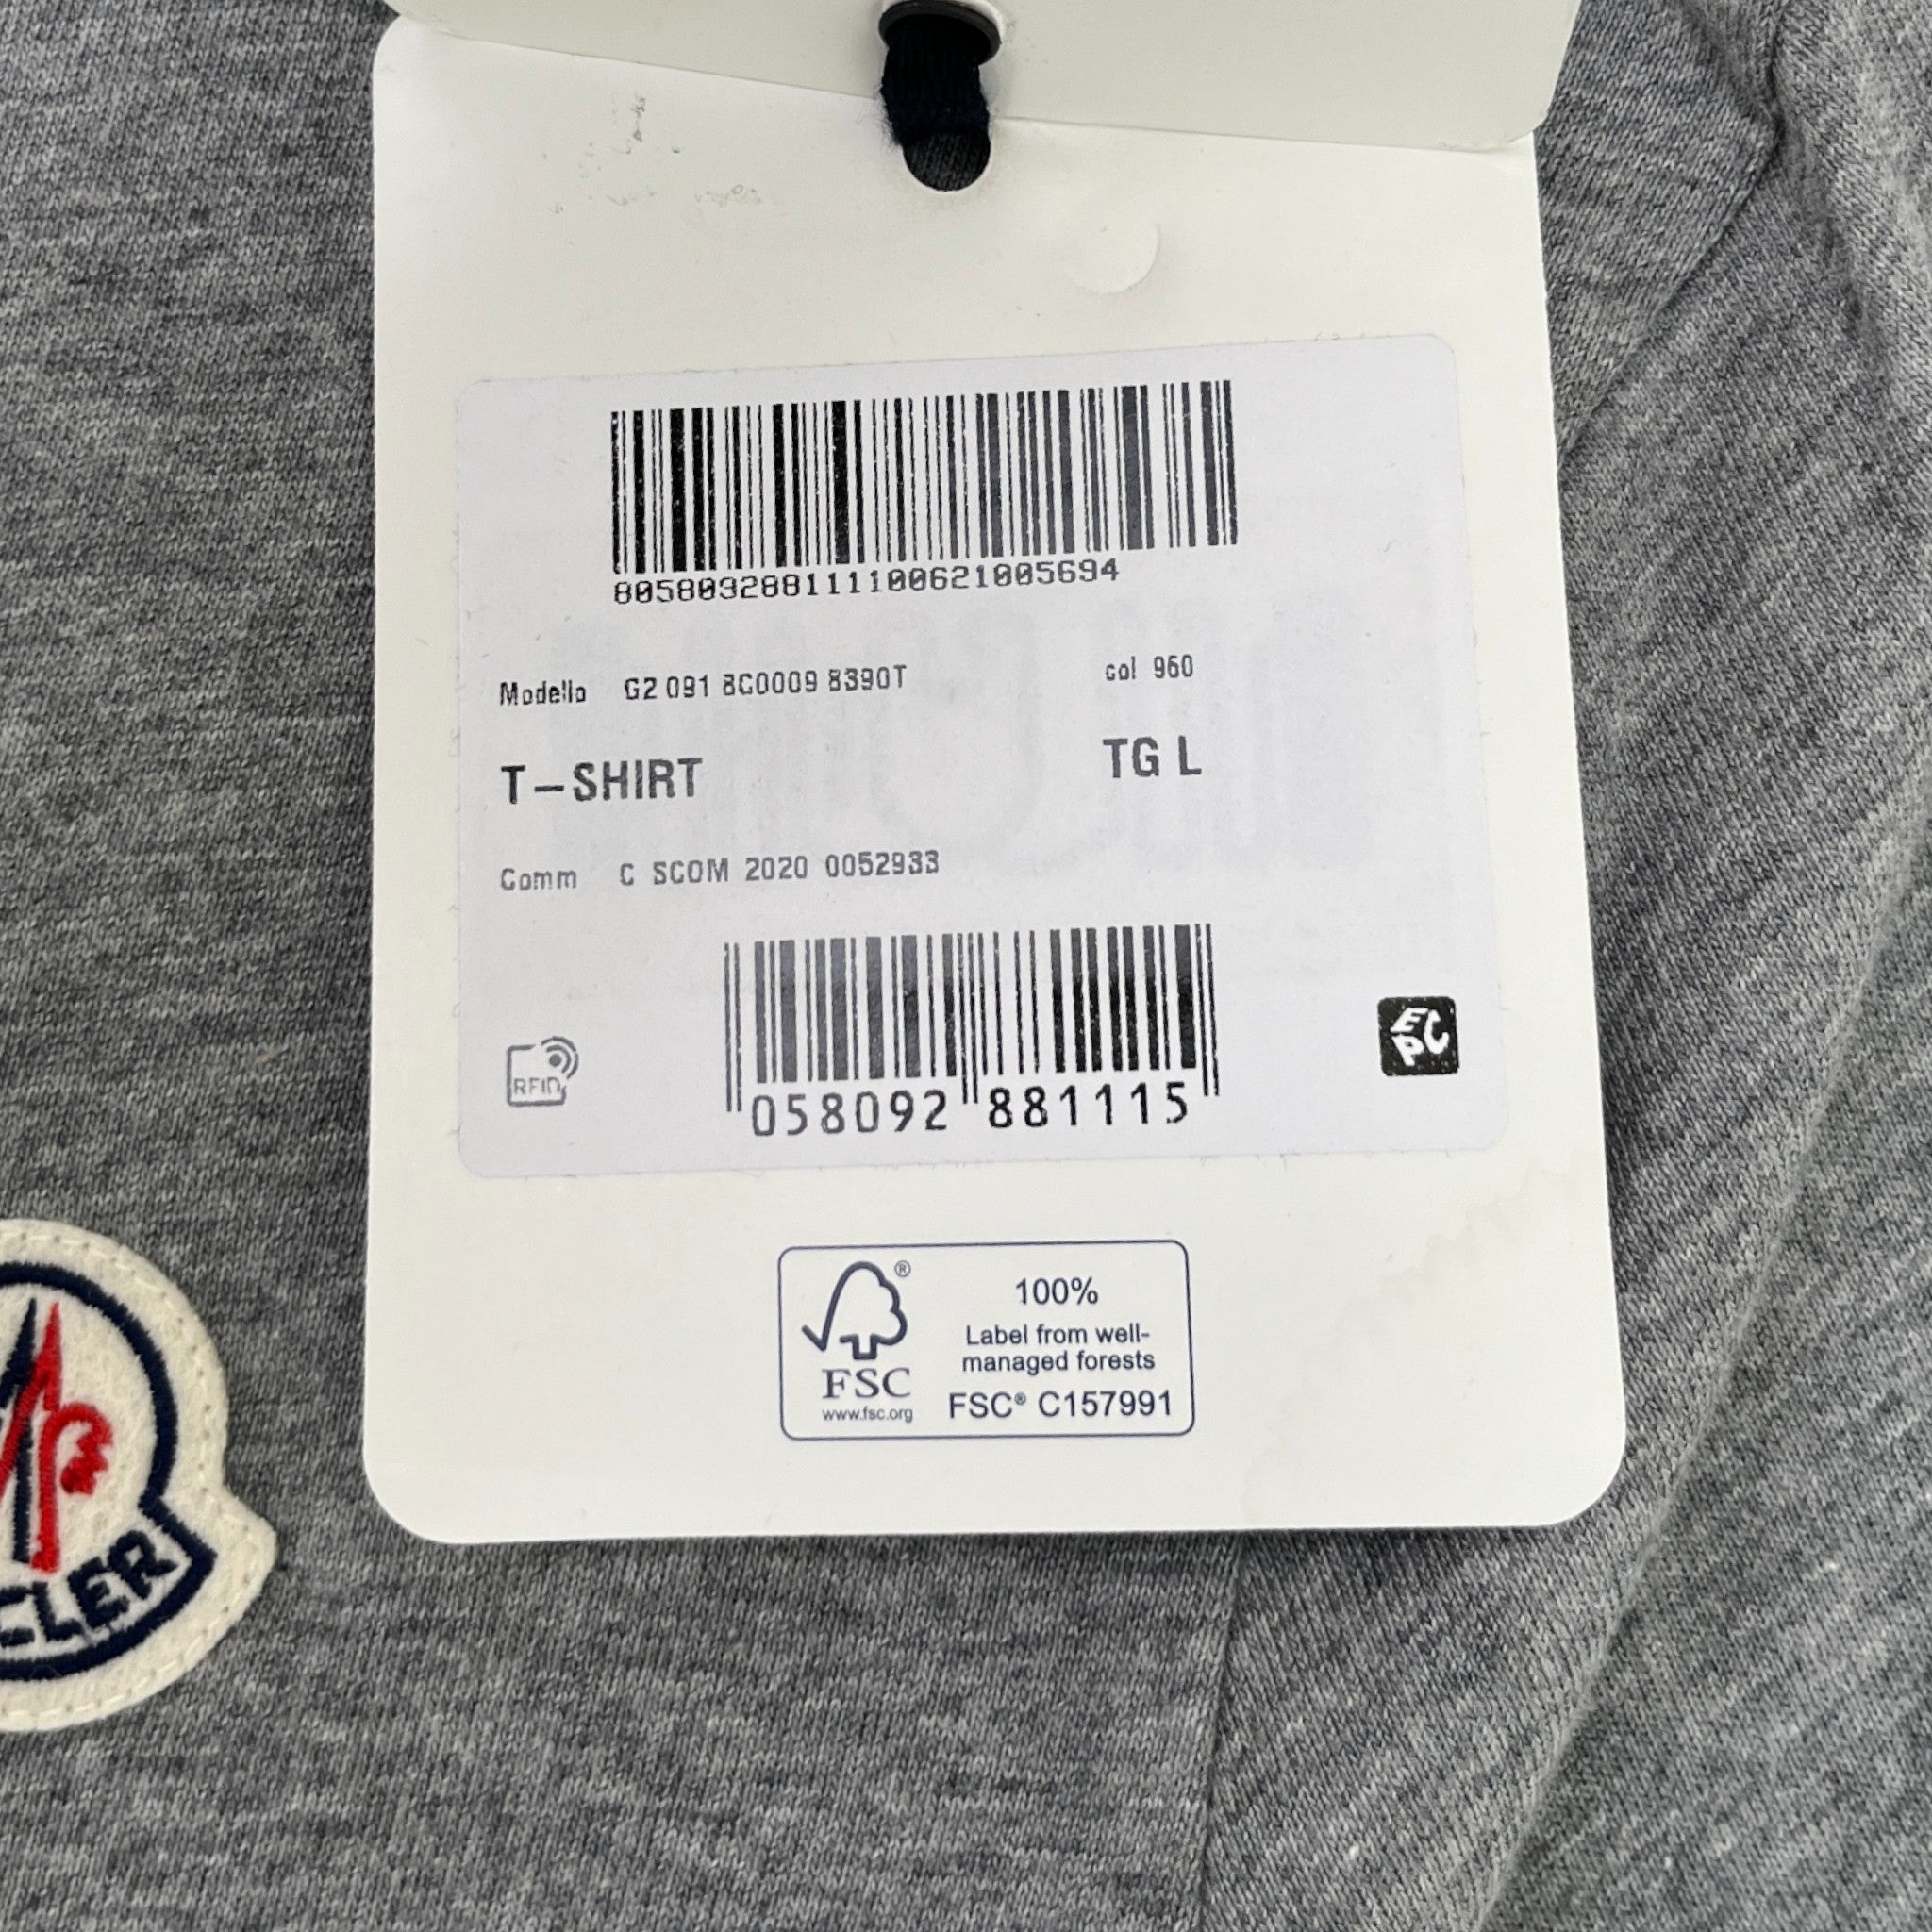 8058092881111100621005694
Modello G2 091 8C0009 8390T col 960
T-SHIRT TG L
Comm C SCOM 2020 0052933
RFID
058092 881115
EPC
®
FSC
www.fsc.org
100%
Label from well-
managed forests
FSC® C157991
CLER